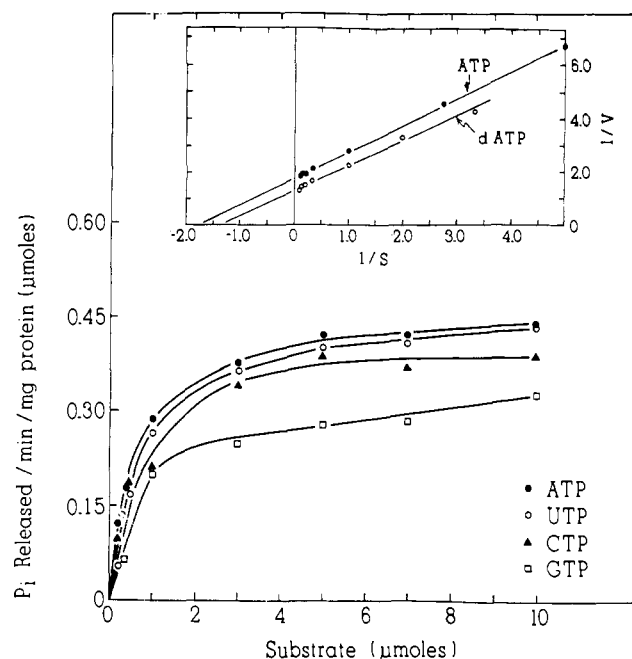 ATP
d ATP
6.0
4.0
2.0
0
1/V
-2.0
-1.0
0
1.0
2.0
3.0
4.0
1/S
0.60
0.45
0.30
0.15
0
Pi Released /min/mg protein (μmoles)
● ATP
○ UTP
▲ CTP
□ GTP
0
2
4
6
8
10
Substrate (μmoles)